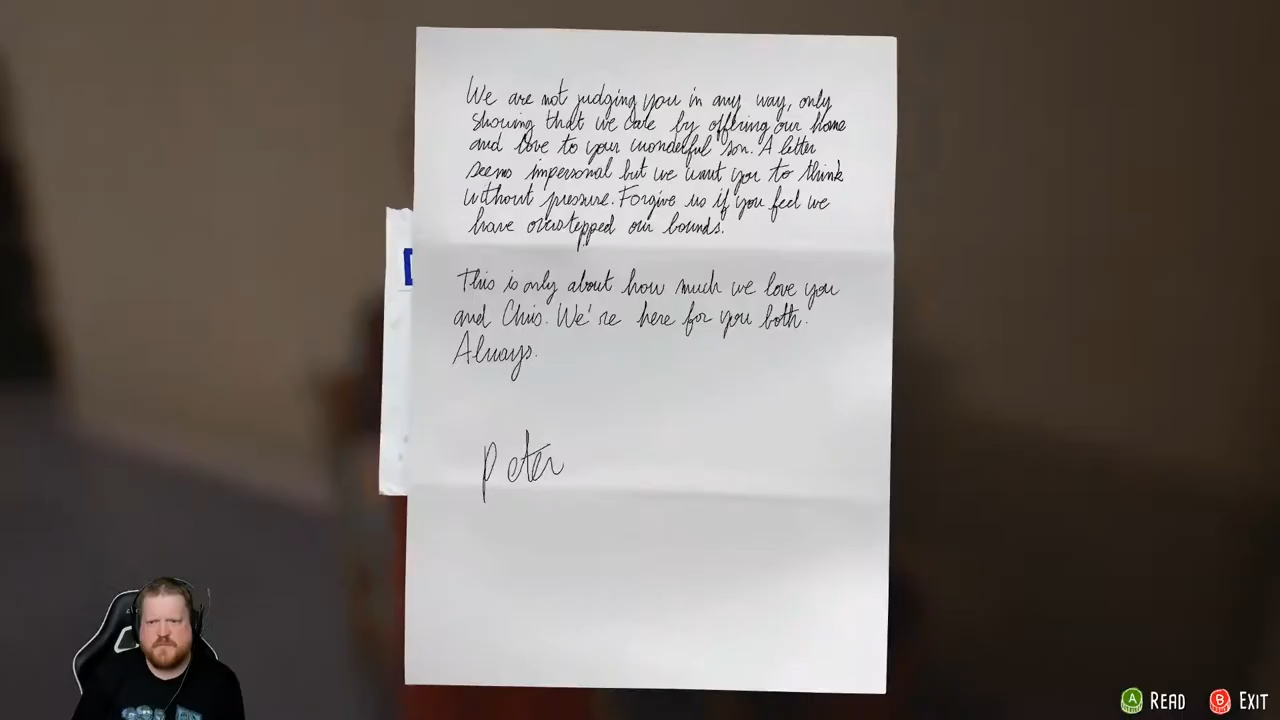 We are not judging you in any way, only
showing that we care by offering our home
and love to your wonderful son. A letter
seems impersonal but we want you to think
without pressure. Forgive us if you feel we
have overstepped our bounds.
This is only about how much we love you
and Chris. We're here for you both.
Always.
Peter
A READ
B EXIT